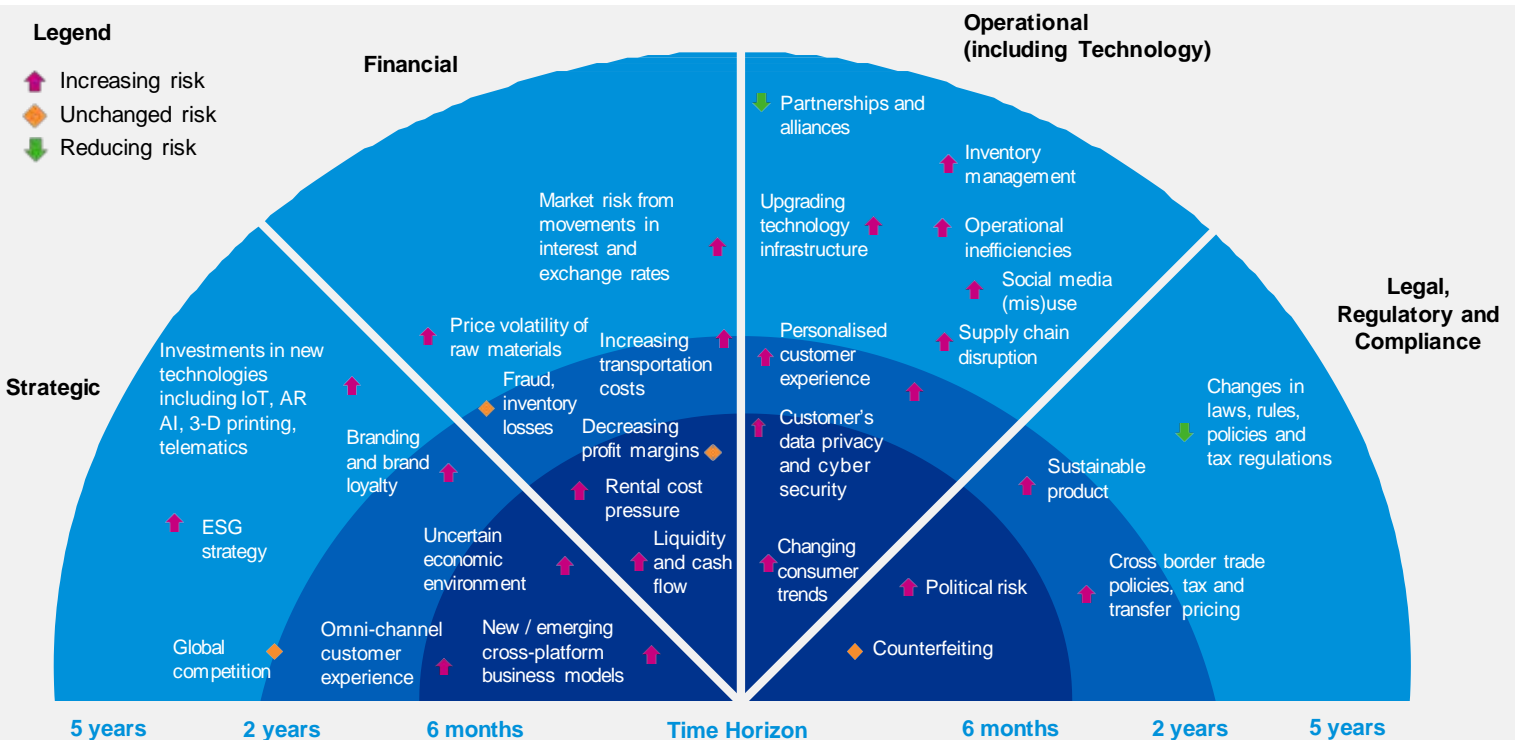 Legend
Increasing risk
Unchanged risk
Reducing risk
Financial
Operational
(including Technology)
Strategic
Legal,
Regulatory and
Compliance
Investments in new
technologies
including IoT, AR
AI, 3-D printing,
telematics
Branding
and brand
loyalty
ESG
strategy
Uncertain
economic
environment
Global
competition
Omni-channel
customer
experience
New / emerging
cross-platform
business models
Market risk from
movements in
interest and
exchange rates
Price volatility of
raw materials
Increasing
transportation
costs
Fraud,
inventory
losses
Decreasing
profit margins
Rental cost
pressure
Liquidity
and cash
flow
Partnerships and
alliances
Inventory
management
Upgrading
technology
infrastructure
Operational
inefficiencies
Social media
(mis)use
Supply chain
disruption
Personalised
customer
experience
Customer's
data privacy
and cyber
security
Changing
consumer
trends
Changes in
laws, rules,
policies and
tax regulations
Sustainable
product
Cross border trade
policies, tax and
transfer pricing
Political risk
Counterfeiting
5 years
2 years
6 months
Time Horizon
6 months
2 years
5 years